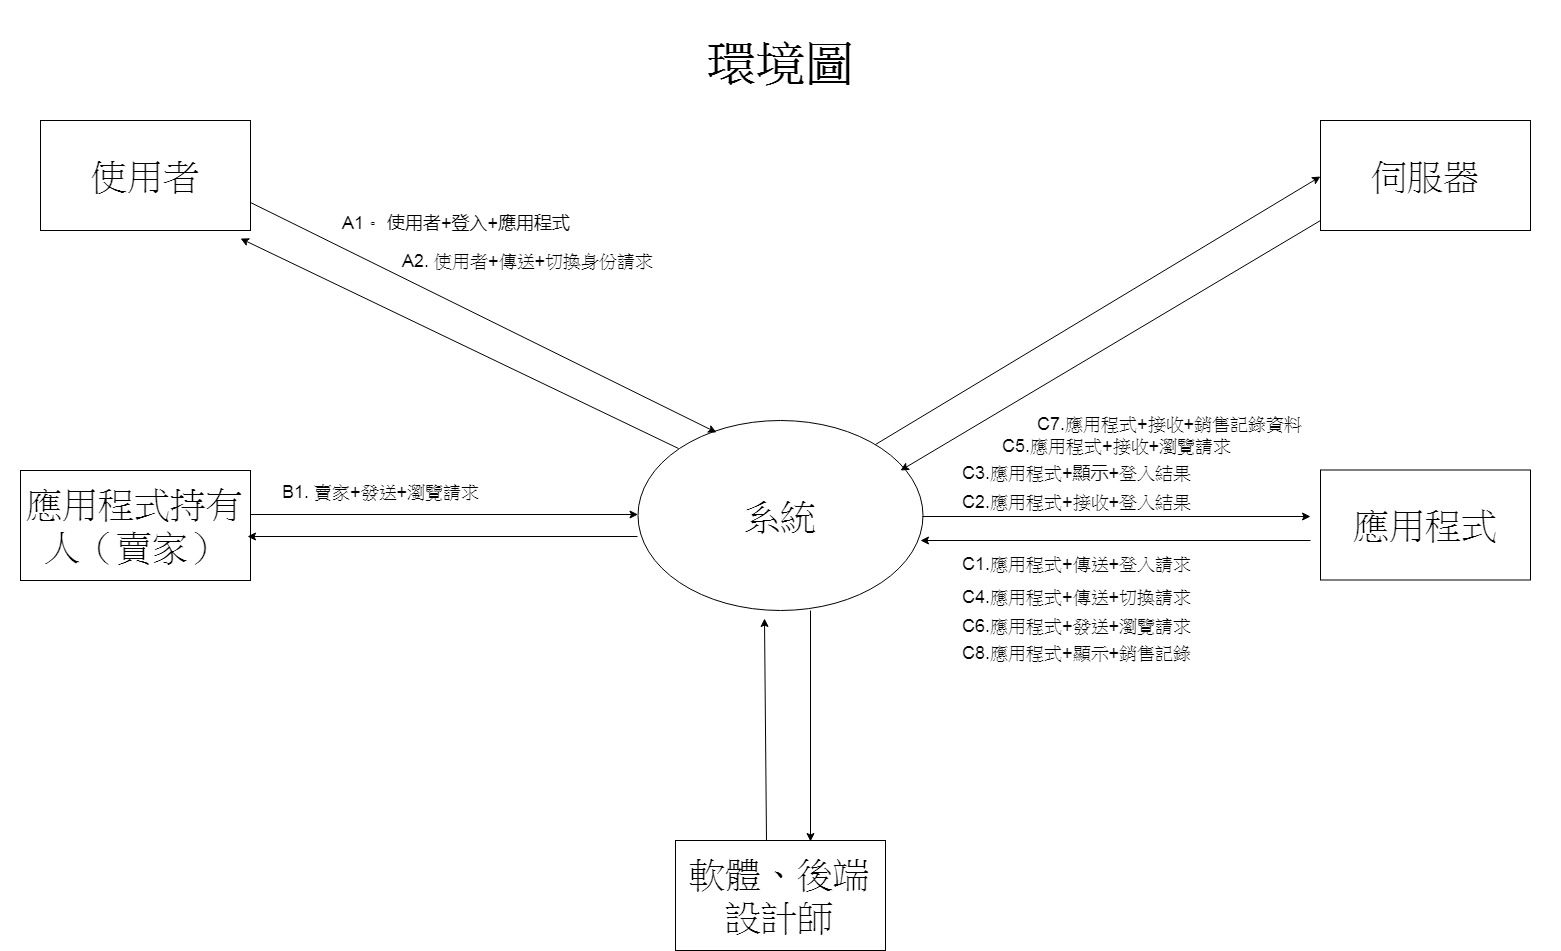 環境圖
使用者
伺服器
A1。 使用者+登入+應用程式
A2. 使用者+傳送+切換身份請求
C7.應用程式+接收+銷售記錄資料
C5.應用程式+接收+瀏覽請求
C3.應用程式+顯示+登入結果
C2.應用程式+接收+登入結果
應用程式持有
人（賣家）
B1. 賣家+發送+瀏覽請求
系統
應用程式
C1.應用程式+傳送+登入請求
C4.應用程式+傳送+切換請求
C6.應用程式+發送+瀏覽請求
C8.應用程式+顯示+銷售記錄
軟體、後端
設計師